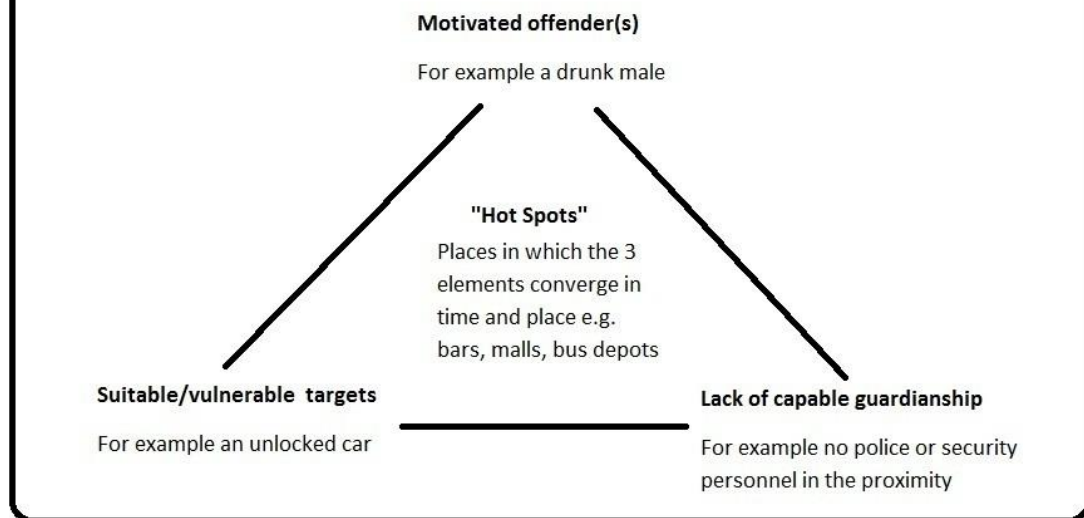 Motivated offender(s)
For example a drunk male
"Hot Spots"
Places in which the 3
elements converge in
time and place e.g.
bars, malls, bus depots
Suitable/vulnerable targets
For example an unlocked car
Lack of capable guardianship
For example no police or security
personnel in the proximity